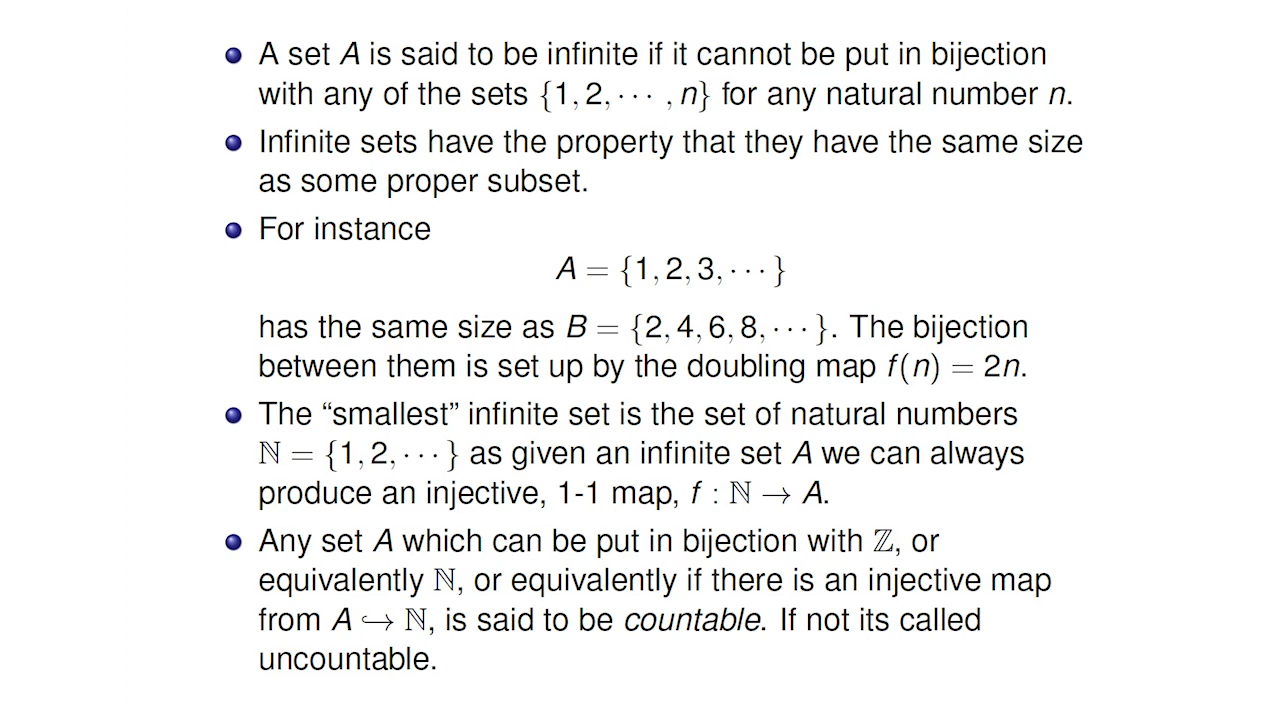 A set A is said to be infinite if it cannot be put in bijection
with any of the sets {1, 2, ··· , n} for any natural number n.
Infinite sets have the property that they have the same size
as some proper subset.
For instance
A = {1, 2, 3, ··· }
has the same size as B = {2, 4, 6, 8, ··· }. The bijection
between them is set up by the doubling map f(n) = 2n.
The “smallest” infinite set is the set of natural numbers
ℕ = {1, 2, ··· } as given an infinite set A we can always
produce an injective, 1-1 map, f : ℕ → A.
Any set A which can be put in bijection with ℤ, or
equivalently ℕ, or equivalently if there is an injective map
from A ↪ ℕ, is said to be countable. If not its called
uncountable.